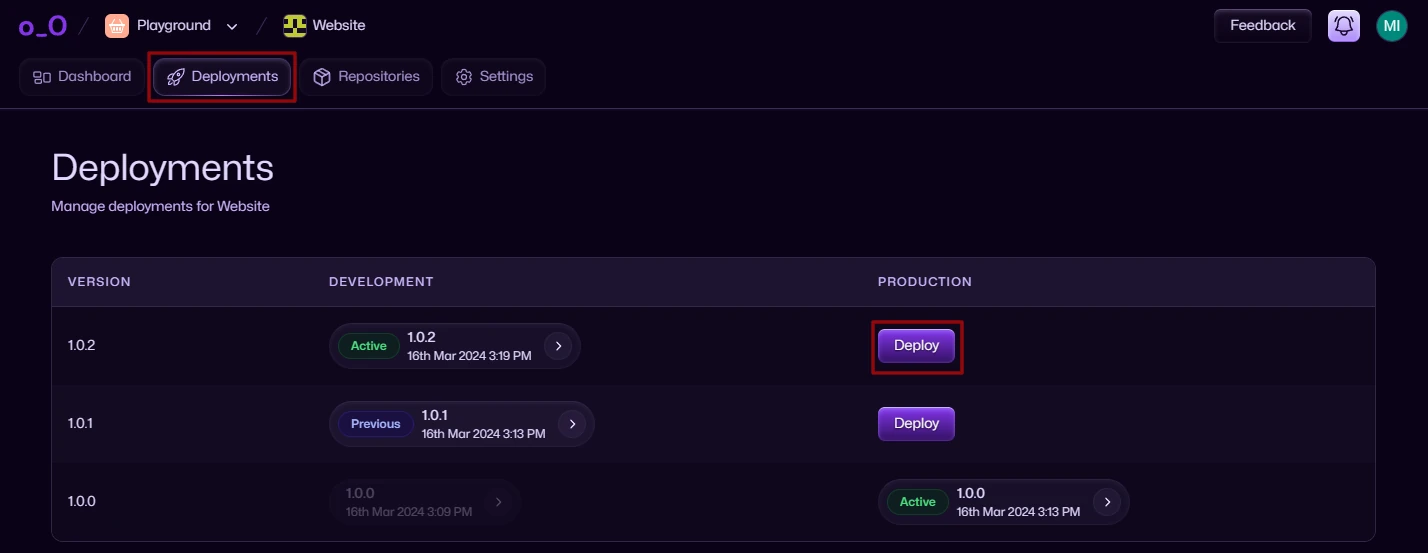 o_O / Playground / Website Feedback MI
Dashboard Deployments Repositories Settings
Deployments
Manage deployments for Website
VERSION DEVELOPMENT PRODUCTION
1.0.2 Active 1.0.2 Deploy
16th Mar 2024 3:19 PM
1.0.1 Previous 1.0.1 Deploy
16th Mar 2024 3:13 PM
1.0.0 1.0.0 Active 1.0.0
16th Mar 2024 3:09 PM 16th Mar 2024 3:13 PM